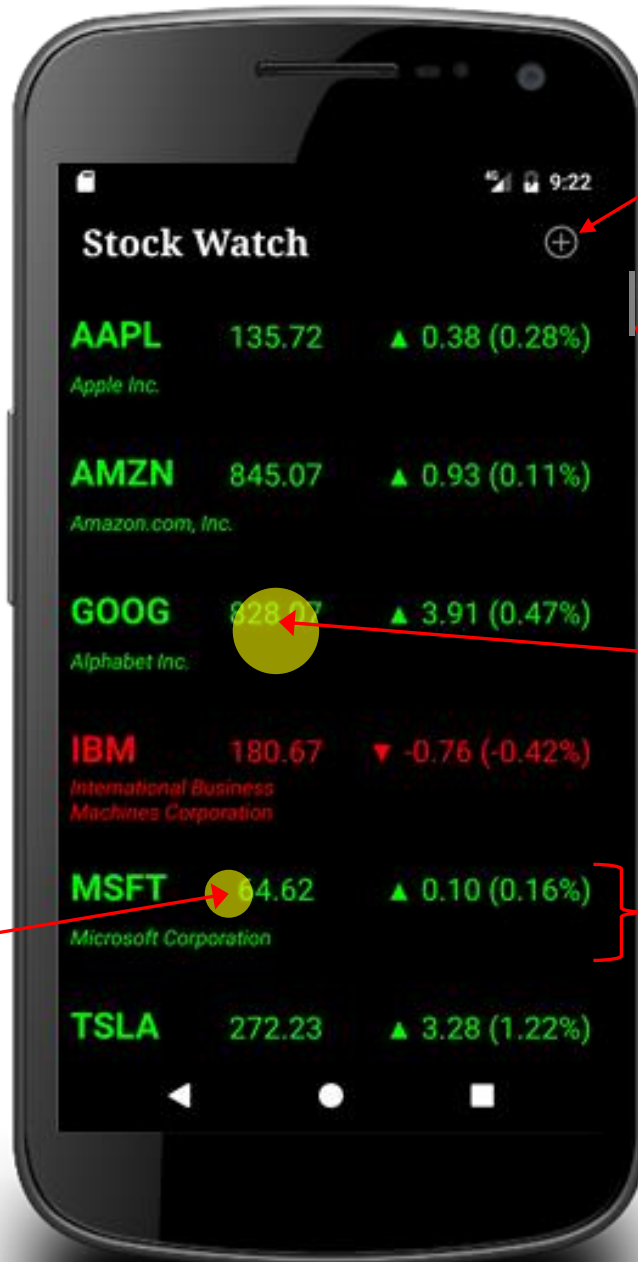 4G 9:22
Stock Watch
AAPL 135.72 ▲ 0.38 (0.28%)
Apple Inc.
AMZN 845.07 ▲ 0.93 (0.11%)
Amazon.com, Inc.
GOOG 828.07 ▲ 3.91 (0.47%)
Alphabet Inc.
IBM 180.67 ▼ -0.76 (-0.42%)
International Business
Machines Corporation
MSFT 64.62 ▲ 0.10 (0.16%)
Microsoft Corporation
TSLA 272.23 ▲ 3.28 (1.22%)